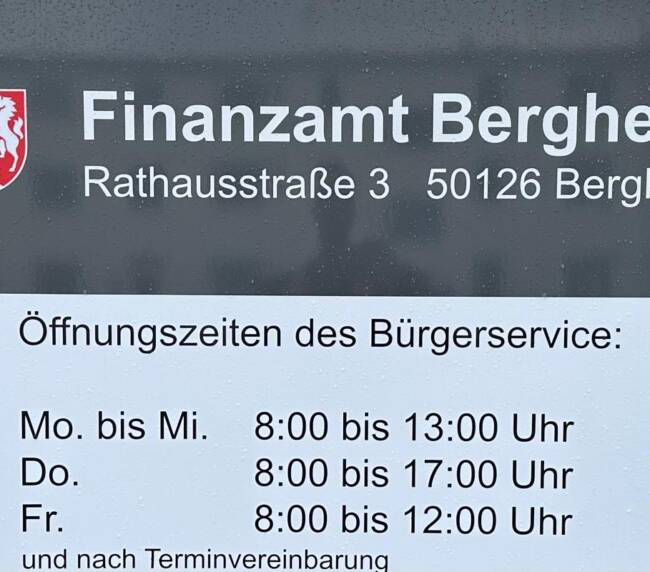 Finanzamt Berghe
Rathausstraße 3 50126 Berg
Öffnungszeiten des Bürgerservice:
Mo. bis Mi. 8:00 bis 13:00 Uhr
Do. 8:00 bis 17:00 Uhr
Fr. 8:00 bis 12:00 Uhr
und nach Terminvereinbarung